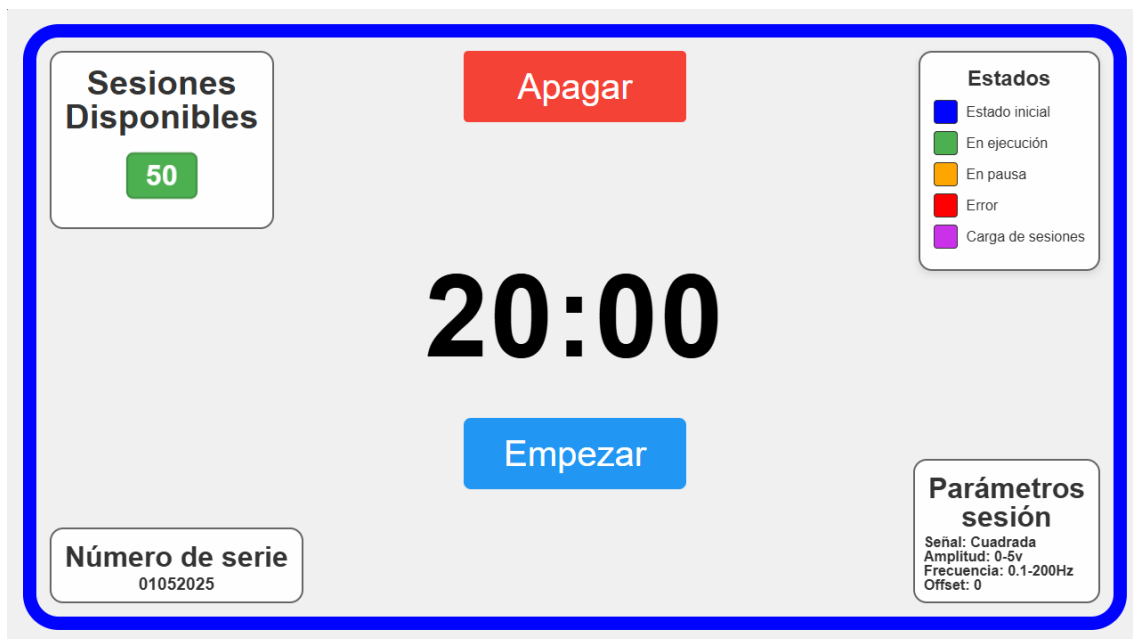 Sesiones
Disponibles
50
Apagar
Estados
Estado inicial
En ejecución
En pausa
Error
Carga de sesiones
20:00
Empezar
Número de serie
01052025
Parámetros
sesión
Señal: Cuadrada
Amplitud: 0-5v
Frecuencia: 0.1-200Hz
Offset: 0